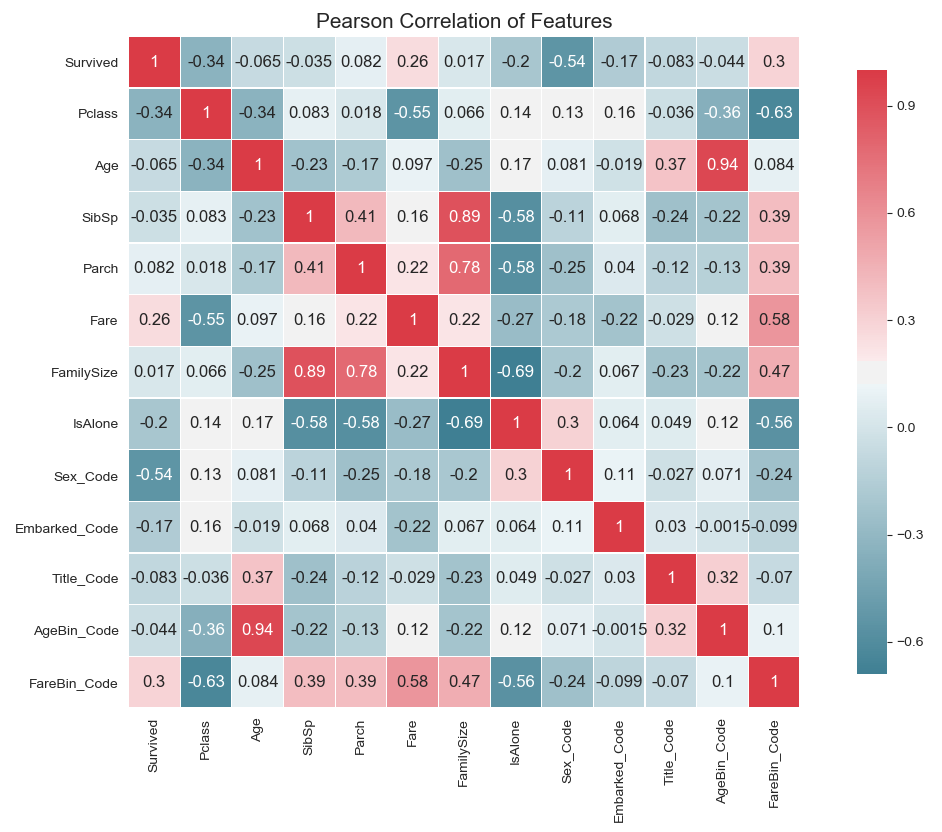 Pearson Correlation of Features
Survived 1 -0.34 -0.065 -0.035 0.082 0.26 0.017 -0.2 -0.54 -0.17 -0.083 -0.044 0.3
Pclass -0.34 1 -0.34 0.083 0.018 -0.55 0.066 0.14 0.13 0.16 -0.036 -0.36 -0.63
Age -0.065 -0.34 1 -0.23 -0.17 0.097 -0.25 0.17 0.081 -0.019 0.37 0.94 0.084
SibSp -0.035 0.083 -0.23 1 0.41 0.16 0.89 -0.58 -0.11 0.068 -0.24 -0.22 0.39
Parch 0.082 0.018 -0.17 0.41 1 0.22 0.78 -0.58 -0.25 0.04 -0.12 -0.13 0.39
Fare 0.26 -0.55 0.097 0.16 0.22 1 0.22 -0.27 -0.18 -0.22 -0.029 0.12 0.58
FamilySize 0.017 0.066 -0.25 0.89 0.78 0.22 1 -0.69 -0.2 0.067 -0.23 -0.22 0.47
IsAlone -0.2 0.14 0.17 -0.58 -0.58 -0.27 -0.69 1 0.3 0.064 0.049 0.12 -0.56
Sex_Code -0.54 0.13 0.081 -0.11 -0.25 -0.18 -0.2 0.3 1 0.11 -0.027 0.071 -0.24
Embarked_Code -0.17 0.16 -0.019 0.068 0.04 -0.22 0.067 0.064 0.11 1 0.03 -0.0015 -0.099
Title_Code -0.083 -0.036 0.37 -0.24 -0.12 -0.029 -0.23 0.049 -0.027 0.03 1 0.32 -0.07
AgeBin_Code -0.044 -0.36 0.94 -0.22 -0.13 0.12 -0.22 0.12 0.071 -0.0015 0.32 1 0.1
FareBin_Code 0.3 -0.63 0.084 0.39 0.39 0.58 0.47 -0.56 -0.24 -0.099 -0.07 0.1 1
Survived
Pclass
Age
SibSp
Parch
Fare
FamilySize
IsAlone
Sex_Code
Embarked_Code
Title_Code
AgeBin_Code
FareBin_Code
0.9
0.6
0.3
0.0
−0.3
−0.6